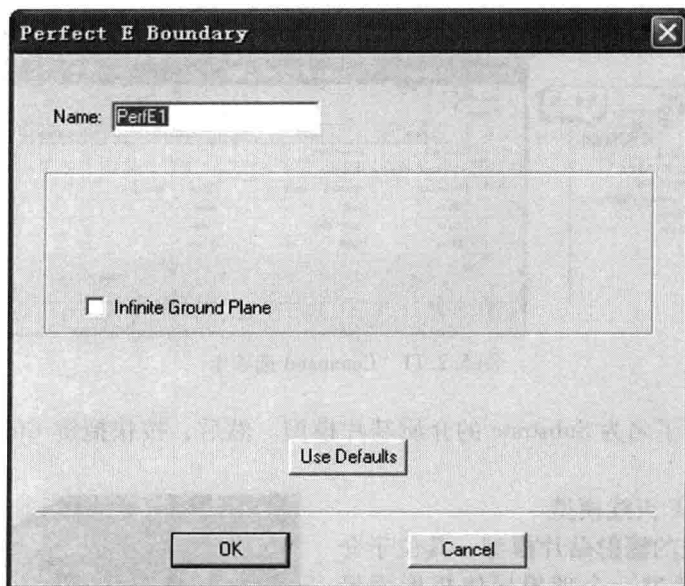 Perfect E Boundary
Name: PerfE1
Infinite Ground Plane
Use Defaults
OK Cancel